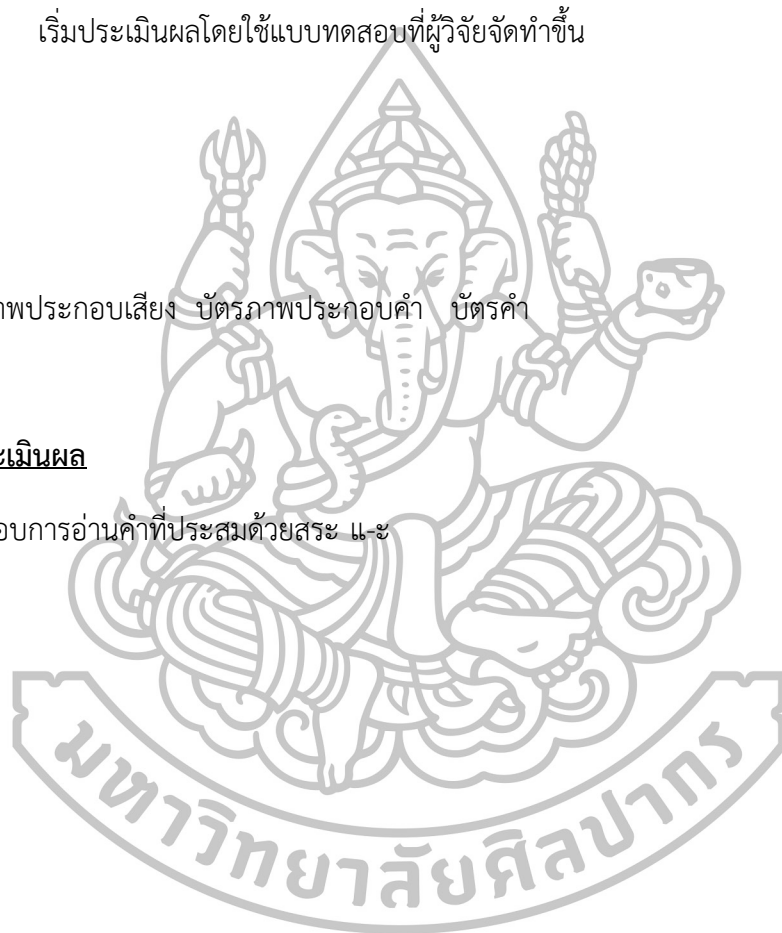 เริ่มประเมินผลโดยใช้แบบทดสอบที่ผู้วิจัยจัดทำขึ้น
าพประกอบเสียง บัตรภาพประกอบคำ บัตรคำ
ะเมินผล
อบการอ่านคำที่ประสมด้วยสระ แ-ะ
มหาวิทยาลัยศิลปากร